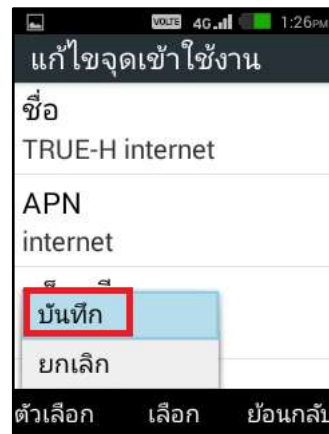 VOLTE 4G 1:26PM
แก้ไขจุดเข้าใช้งาน
ชื่อ
TRUE-H internet
APN
internet
บันทึก
ยกเลิก
ตัวเลือก เลือก ย้อนกลับ